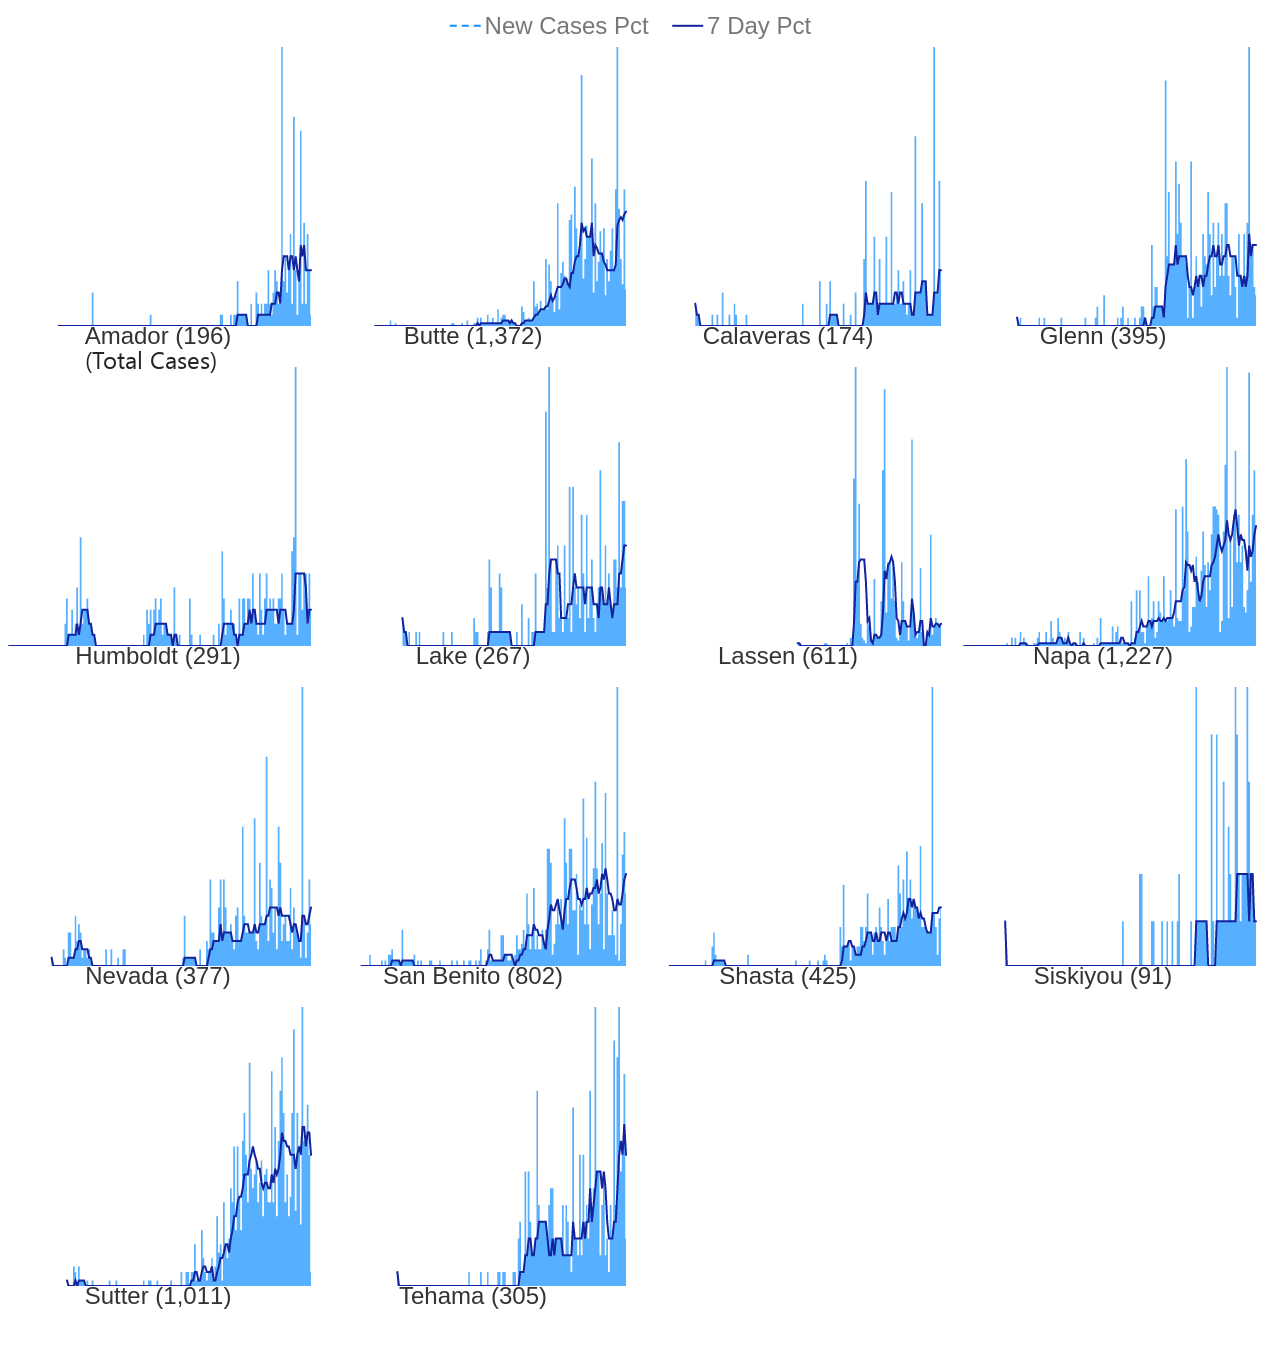 New Cases Pct 7 Day Pct
Amador (196) Butte (1,372) Calaveras (174) Glenn (395)
(Total Cases)
Humboldt (291) Lake (267) Lassen (611) Napa (1,227)
Nevada (377) San Benito (802) Shasta (425) Siskiyou (91)
Sutter (1,011) Tehama (305)